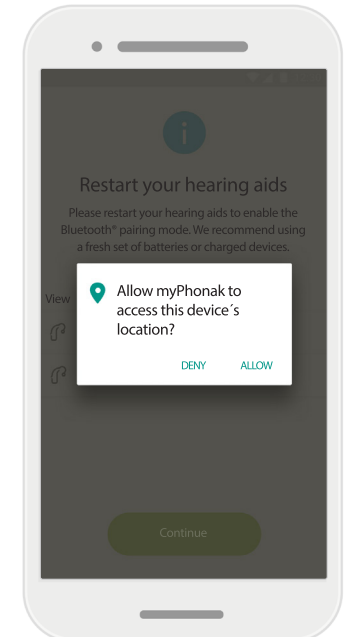 Restart your hearing aids
Please restart your hearing aids to enable the
Bluetooth® pairing mode. We recommend using
a fresh set of batteries or charged devices.
View
Allow myPhonak to
access this device´s
location?
DENY ALLOW
Continue